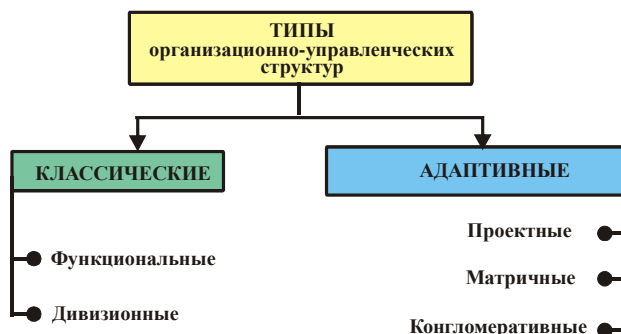 ТИПЫ
организационно-управленческих
структур
КЛАССИЧЕСКИЕ
АДАПТИВНЫЕ
Функциональные
Дивизионные
Проектные
Матричные
Конгломеративные